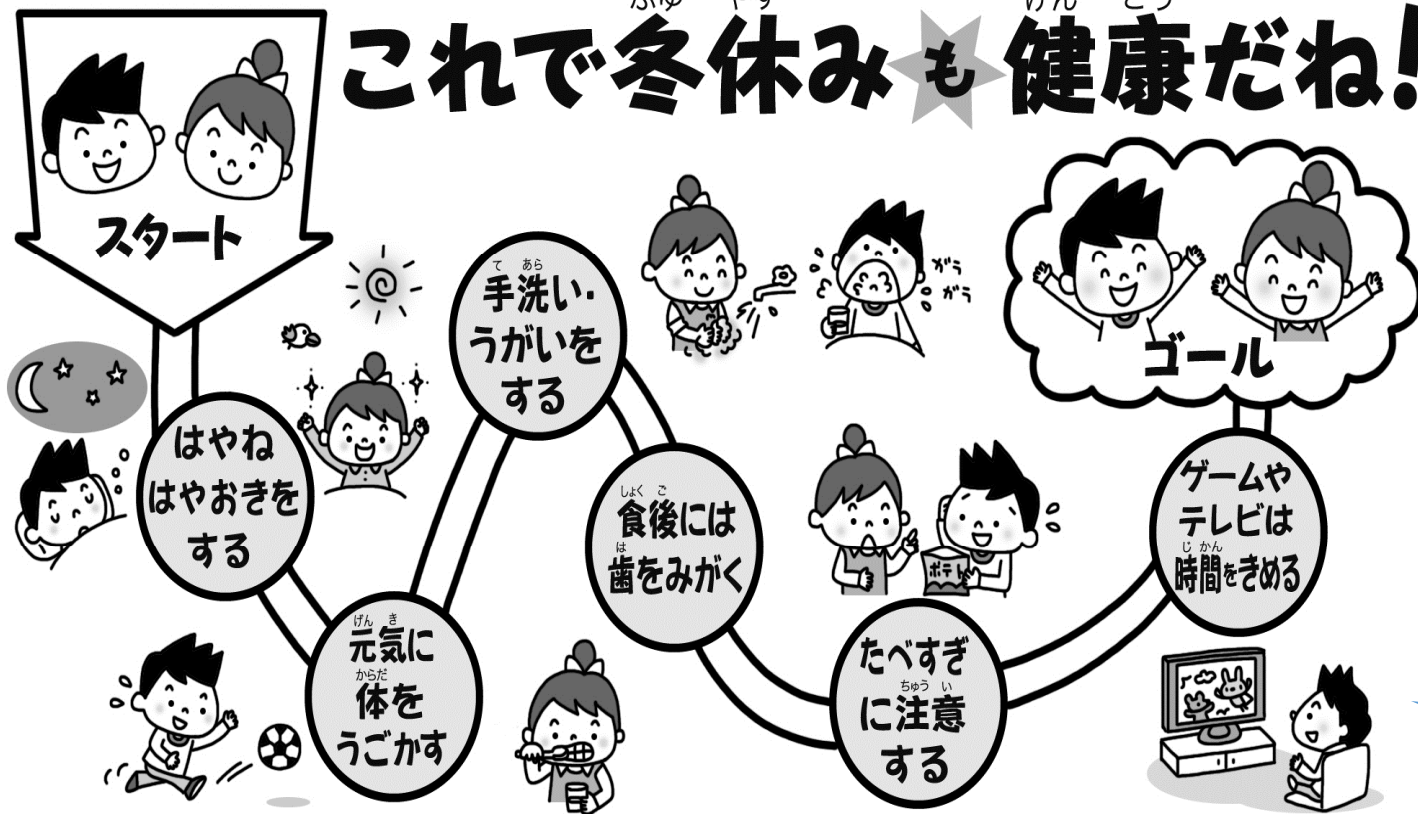 これで冬休みも健康だね!
スタート
はやね
はやおきを
する
元気に
体を
うごかす
手洗い・
うがいを
する
がう
がう
食後には
歯をみがく
ポテ
たべすぎ
に注意
する
ゲームや
テレビは
時間をきめる
ゴール